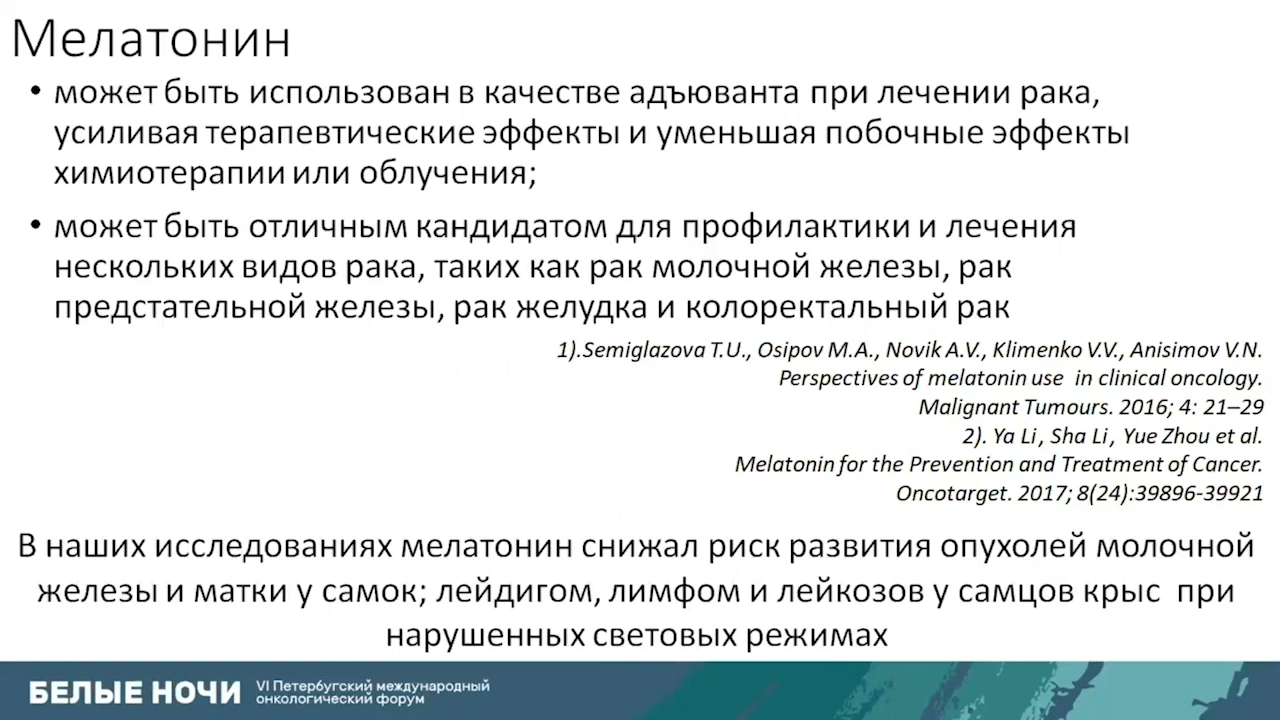 Мелатонин
• может быть использован в качестве адъюванта при лечении рака,
усиливая терапевтические эффекты и уменьшая побочные эффекты
химиотерапии или облучения;
• может быть отличным кандидатом для профилактики и лечения
нескольких видов рака, таких как рак молочной железы, рак
предстательной железы, рак желудка и колоректальный рак
1).Semiglazova T.U., Osipov M.A., Novik A.V., Klimenko V.V., Anisimov V.N.
Perspectives of melatonin use in clinical oncology.
Malignant Tumours. 2016; 4: 21–29
2). Ya Li, Sha Li, Yue Zhou et al.
Melatonin for the Prevention and Treatment of Cancer.
Oncotarget. 2017; 8(24):39896-39921
В наших исследованиях мелатонин снижал риск развития опухолей молочной
железы и матки у самок; лейдигом, лимфом и лейкозов у самцов крыс при
нарушенных световых режимах
БЕЛЫЕ НОЧИ
VI Петербургский международный
онкологический форум